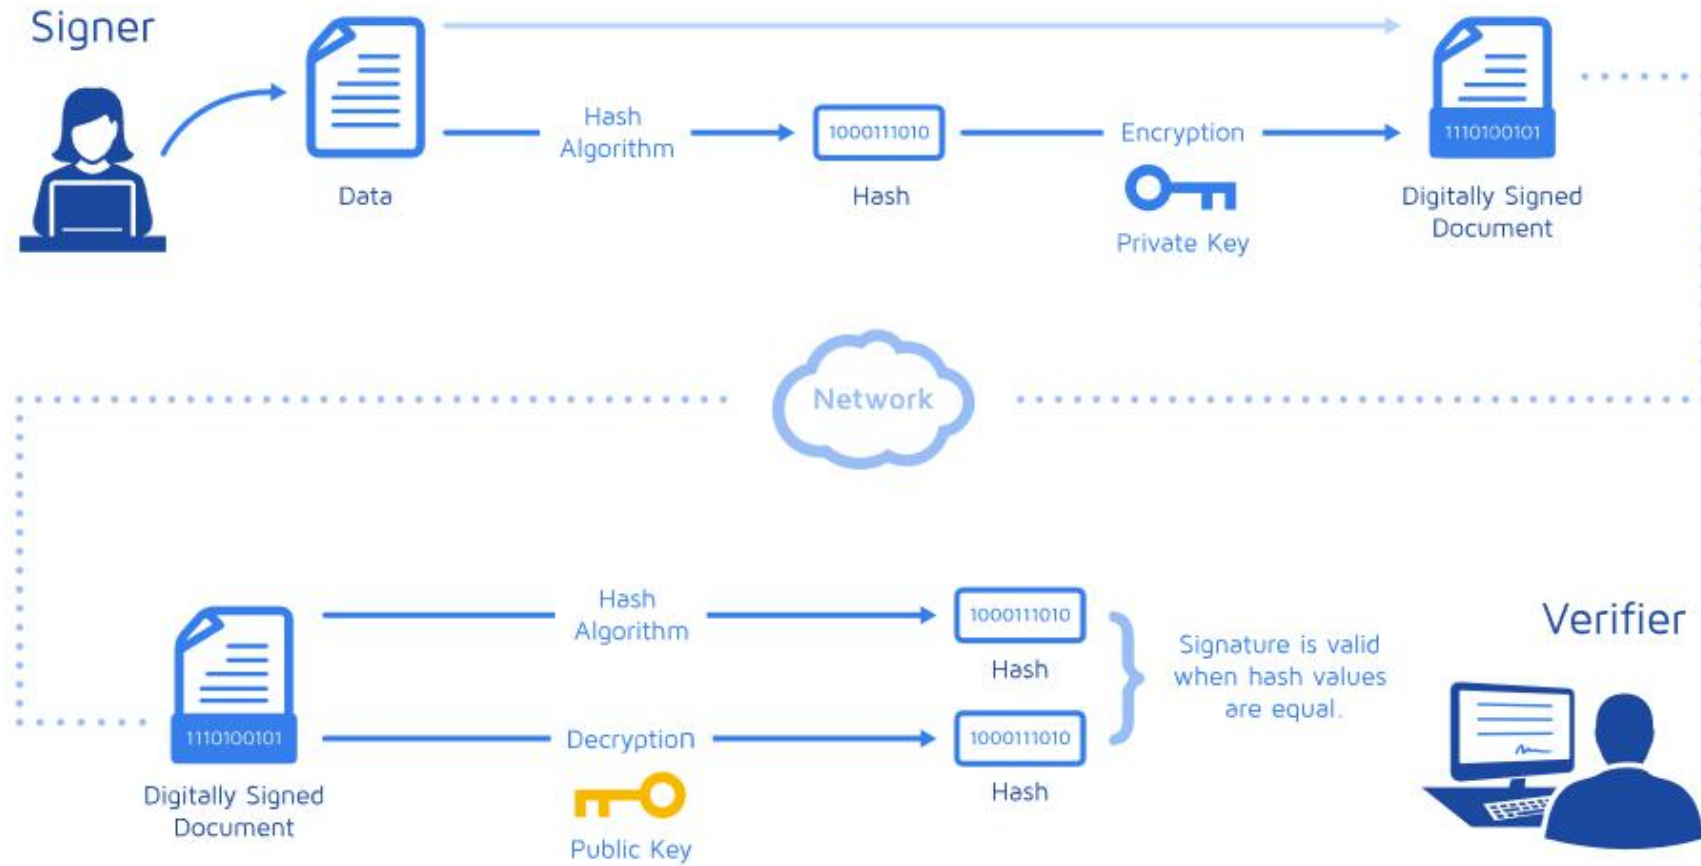 Signer
Hash
Algorithm
1000111010
Encryption
1110100101
Data
Hash
Private Key
Digitally Signed
Document
Network
Hash
Algorithm
1000111010
Hash
Signature is valid
when hash values
are equal.
Verifier
1110100101
Decryption
1000111010
Hash
Digitally Signed
Document
Public Key